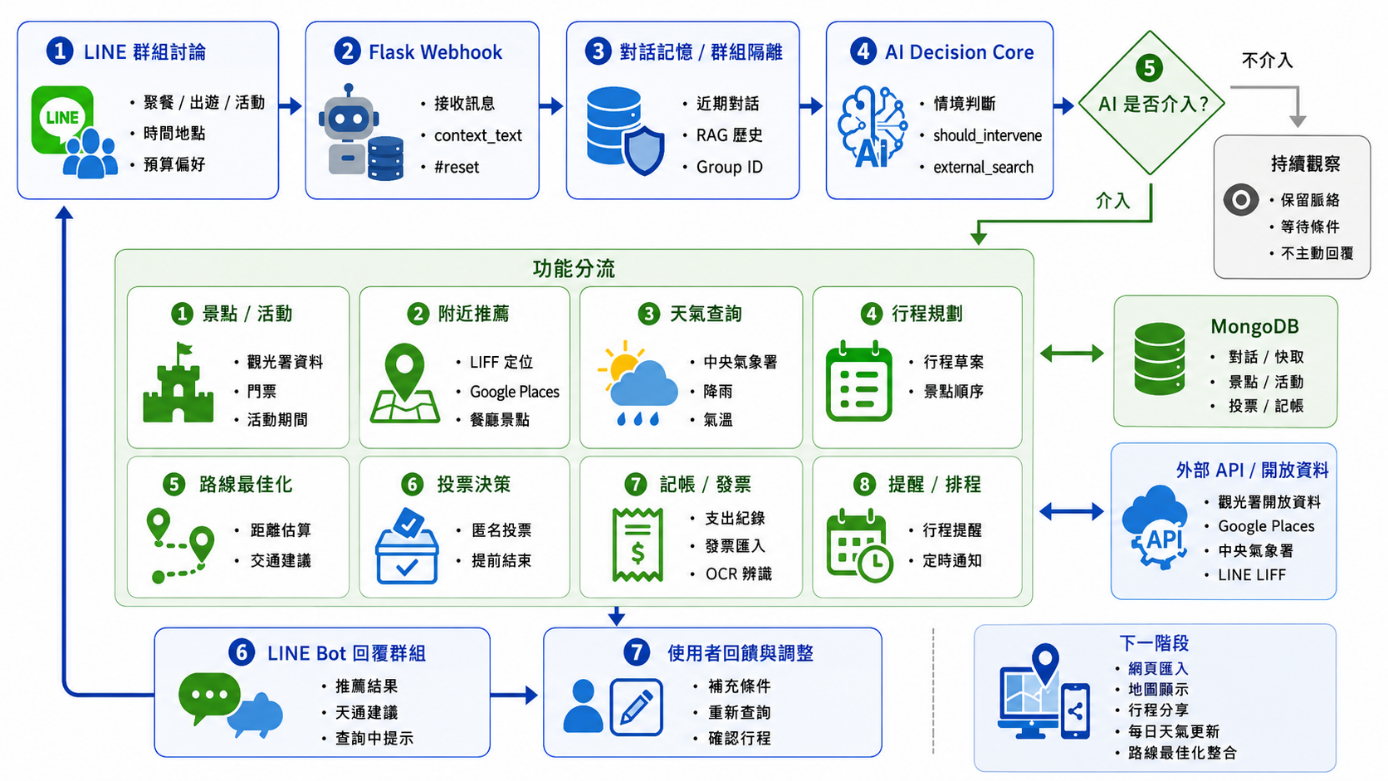 1 LINE 群組討論
LINE
• 聚餐 / 出遊 / 活動
• 時間地點
• 預算偏好
2 Flask Webhook
• 接收訊息
• context_text
• #reset
3 對話記憶 / 群組隔離
• 近期對話
• RAG 歷史
• Group ID
4 AI Decision Core
Ai
• 情境判斷
• should_intervene
• external_search
5
AI 是否介入?
不介入
介入
持續觀察
• 保留脈絡
• 等待條件
• 不主動回覆
功能分流
1 景點 / 活動
• 觀光署資料
• 門票
• 活動期間
2 附近推薦
• LIFF 定位
• Google Places
• 餐廳景點
3 天氣查詢
• 中央氣象署
• 降雨
• 氣溫
4 行程規劃
• 行程草案
• 景點順序
5 路線最佳化
• 距離估算
• 交通建議
6 投票決策
• 匿名投票
• 提前結束
7 記帳 / 發票
$
• 支出紀錄
• 發票匯入
• OCR 辨識
8 提醒 / 排程
• 行程提醒
• 定時通知
MongoDB
• 對話 / 快取
• 景點 / 活動
• 投票 / 記帳
外部 API / 開放資料
API
• 觀光署開放資料
• Google Places
• 中央氣象署
• LINE LIFF
6 LINE Bot 回覆群組
• 推薦結果
• 天通建議
• 查詢中提示
7 使用者回饋與調整
• 補充條件
• 重新查詢
• 確認行程
下一階段
• 網頁匯入
• 地圖顯示
• 行程分享
• 每日天氣更新
• 路線最佳化整合